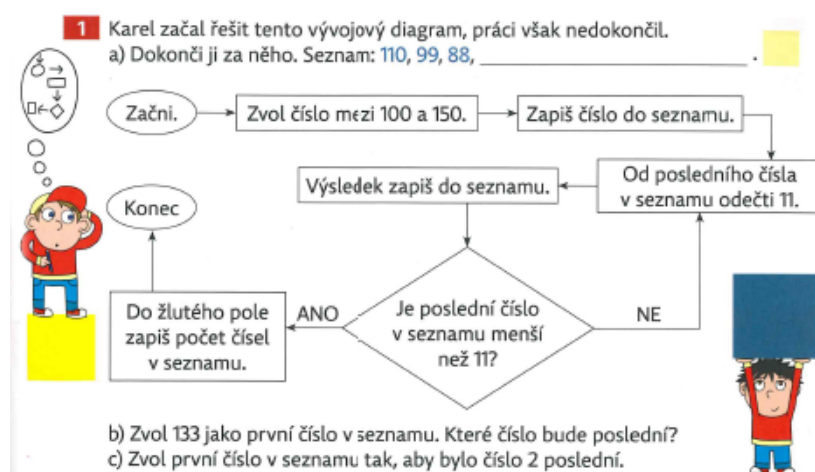 1 Karel začal řešit tento vývojový diagram, práci však nedokončil.
a) Dokonči ji za něho. Seznam: 110, 99, 88, ______________________ .
Začni.
Zvol číslo mezi 100 a 150.
Zapiš číslo do seznamu.
Od posledního čísla
v seznamu odečti 11.
Výsledek zapiš do seznamu.
Konec
Je poslední číslo
v seznamu menší
než 11?
ANO
NE
Do žlutého pole
zapiš počet čísel
v seznamu.
b) Zvol 133 jako první číslo v seznamu. Které číslo bude poslední?
c) Zvol první číslo v seznamu tak, aby bylo číslo 2 poslední.